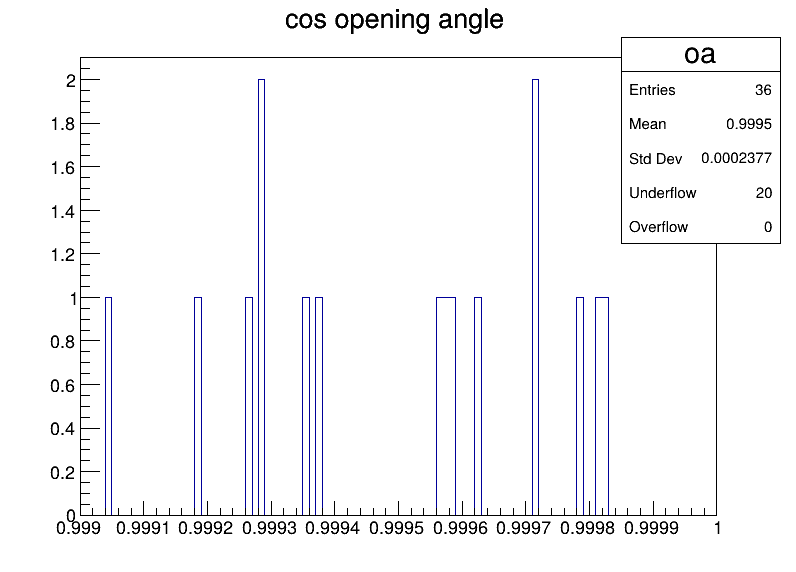 cos opening angle
oa
Entries 36
Mean 0.9995
Std Dev 0.0002377
Underflow 20
Overflow 0
2
1.8
1.6
1.4
1.2
1
0.8
0.6
0.4
0.2
0
0.999 0.9991 0.9992 0.9993 0.9994 0.9995 0.9996 0.9997 0.9998 0.9999 1